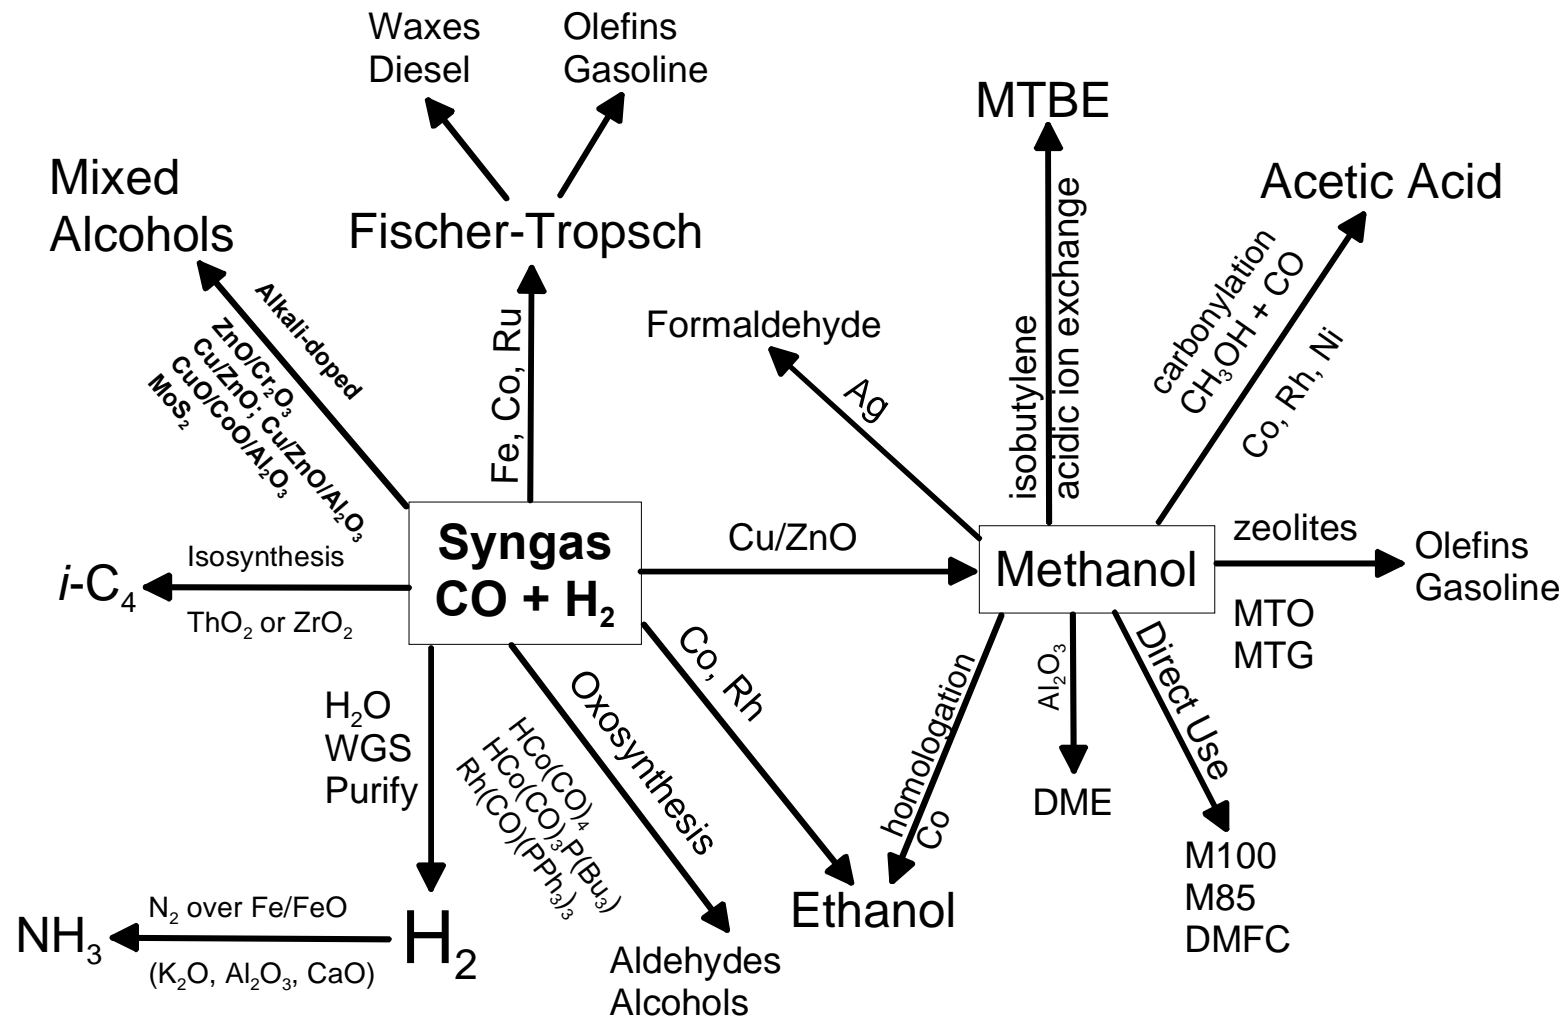 Waxes
Diesel
Olefins
Gasoline
MTBE
Mixed
Alcohols
Fischer-Tropsch
Acetic Acid
Alkali-doped
ZnO/Cr₂O₃
Cu/ZnO; Cu/ZnO/Al₂O₃
CuO/CoO/Al₂O₃
MoS₂
Fe, Co, Ru
Formaldehyde
Ag
isobutylene
acidic ion exchange
carbonylation
CH₃OH + CO
Co, Rh, Ni
Syngas
CO + H₂
Cu/ZnO
Methanol
zeolites
MTO
MTG
Olefins
Gasoline
Isosynthesis
i-C₄
ThO₂ or ZrO₂
H₂O
WGS
Purify
Oxosynthesis
HCo(CO)₄
HCo(CO)₃P(Bu₃)
Rh(CO)(PPh₃)₃
Co, Rh
homologation
Co
Al₂O₃
DME
Direct Use
M100
M85
DMFC
Ethanol
N₂ over Fe/FeO
NH₃
H₂
(K₂O, Al₂O₃, CaO)
Aldehydes
Alcohols